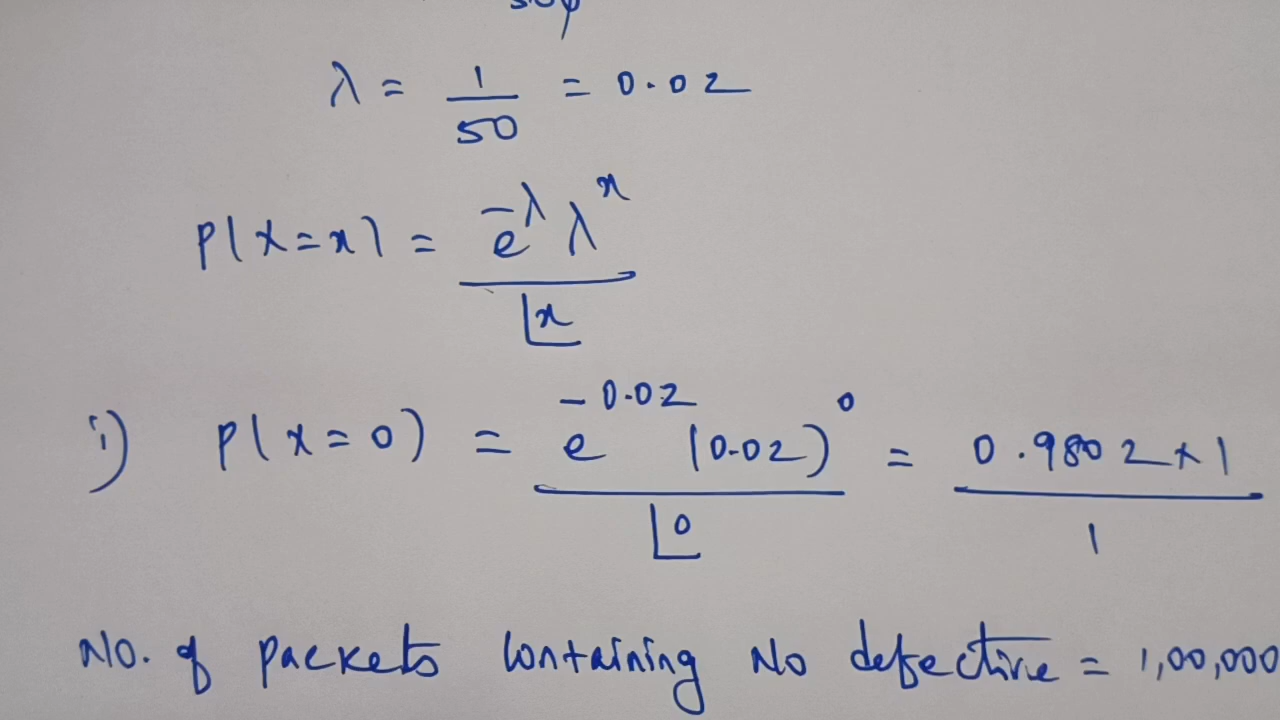 λ = 1/50 = 0.02
P(X=x) = e^-λ λ^x / |x
i) P(X=0) = e^-0.02 (0.02)^0 / |0 = 0.9802×1 / 1
No. of packets containing No defective = 1,00,000